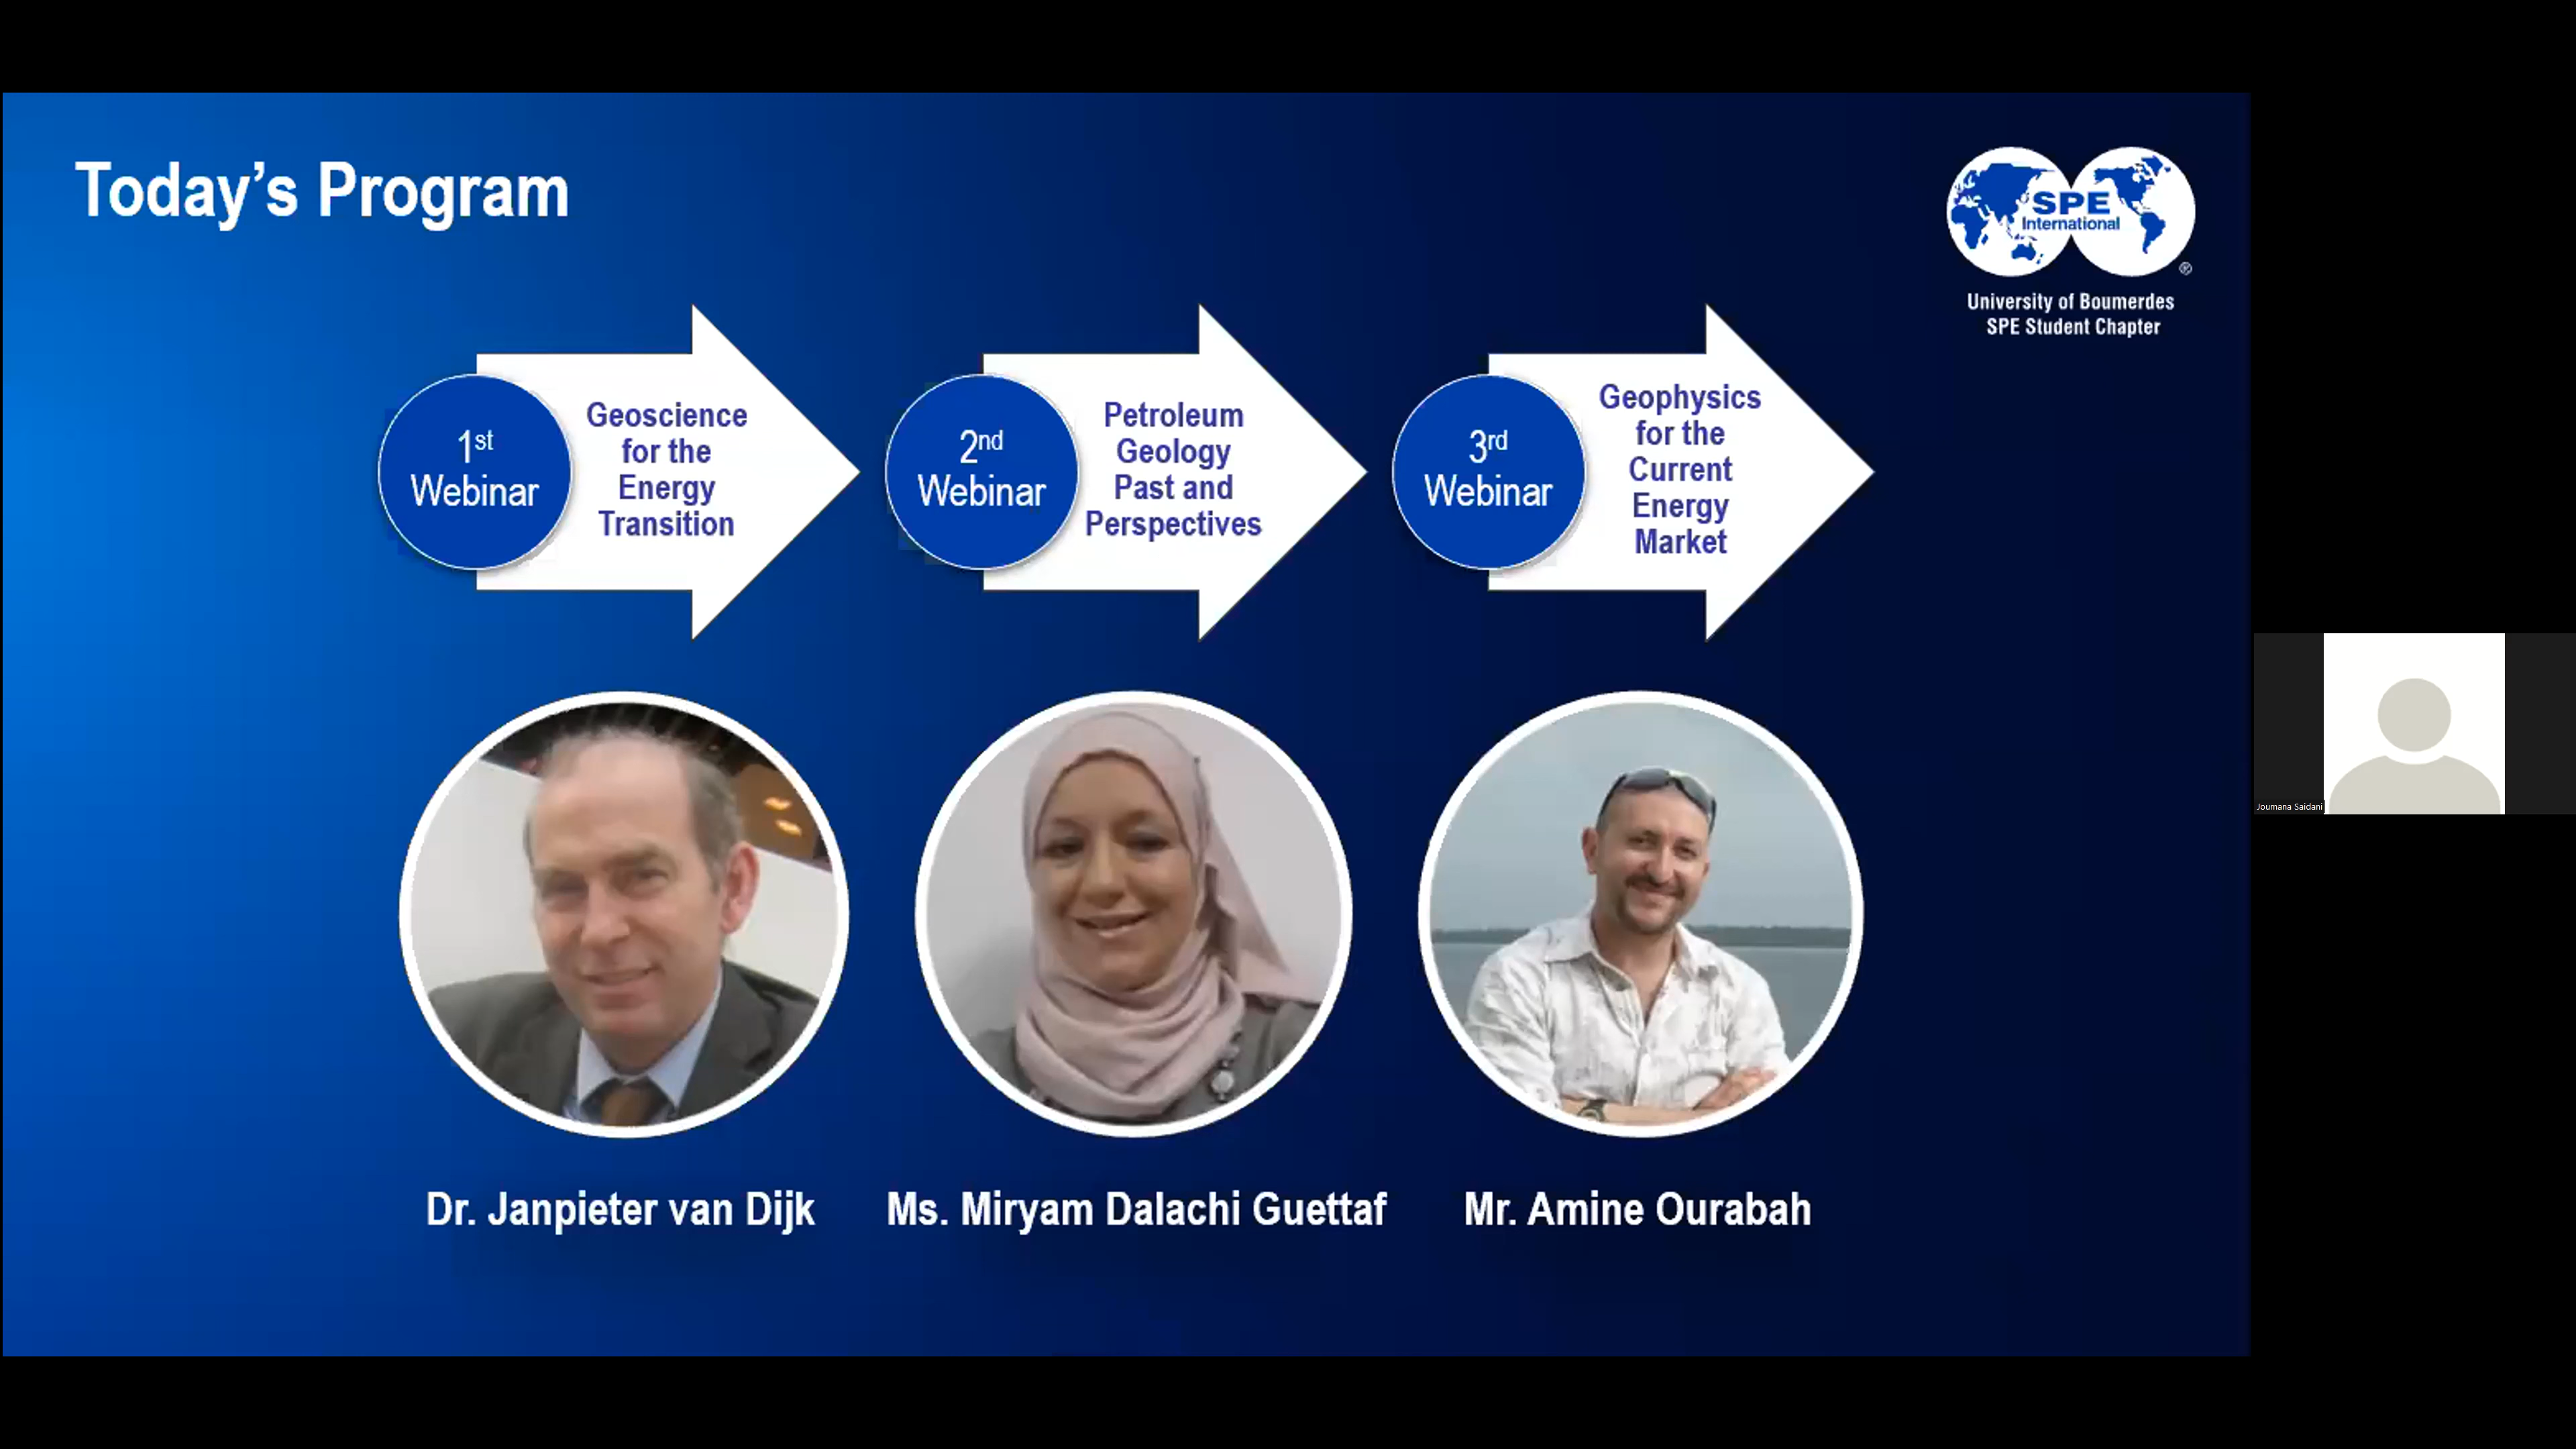 Today's Program
SPE
International
®
University of Boumerdes
SPE Student Chapter
1st
Webinar
Geoscience
for the
Energy
Transition
2nd
Webinar
Petroleum
Geology
Past and
Perspectives
3rd
Webinar
Geophysics
for the
Current
Energy
Market
Dr. Janpieter van Dijk
Ms. Miryam Dalachi Guettaf
Mr. Amine Ourabah
Joumana Saidani